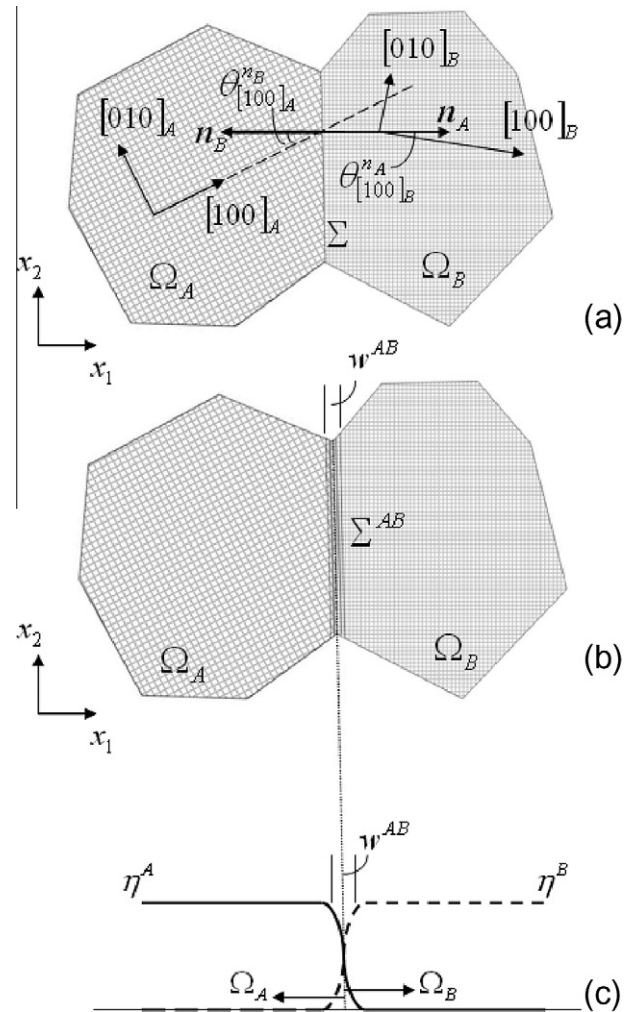 [010]_B
θ^{n_B}_{[100]_A}
[010]_A
n_B
n_A
[100]_B
θ^{n_A}_{[100]_B}
[100]_A
Σ
Ω_A
Ω_B
x_2
x_1
(a)
w^{AB}
Σ^{AB}
Ω_A
Ω_B
x_2
x_1
(b)
w^{AB}
η^A
η^B
Ω_A
Ω_B
(c)